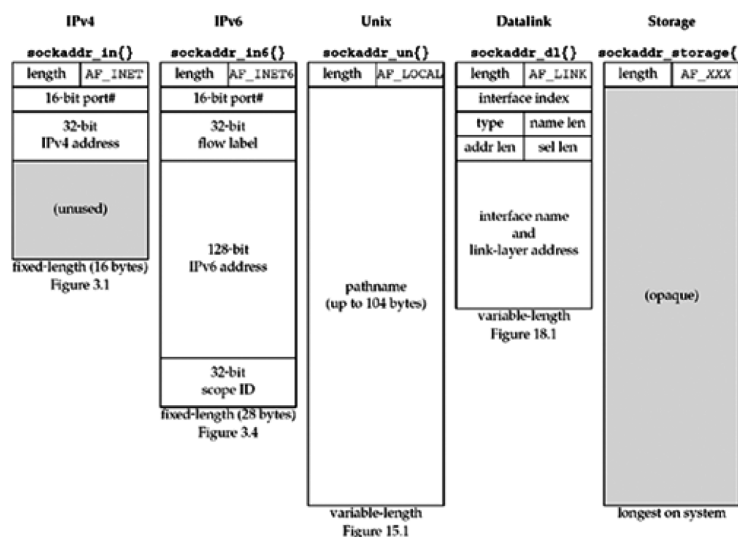 IPv4
IPv6
Unix
Datalink
Storage
sockaddr_in{}
sockaddr_in6{}
sockaddr_un{}
sockaddr_dl{}
sockaddr_storage{
length
AF_INET
16-bit port#
32-bit
IPv4 address
(unused)
fixed-length (16 bytes)
Figure 3.1
length
AF_INET6
16-bit port#
32-bit
flow label
128-bit
IPv6 address
32-bit
scope ID
fixed-length (28 bytes)
Figure 3.4
length
AF_LOCAL
pathname
(up to 104 bytes)
variable-length
Figure 15.1
length
AF_LINK
interface index
type
name len
addr len
sel len
interface name
and
link-layer address
variable-length
Figure 18.1
length
AF_XXX
(opaque)
longest on system